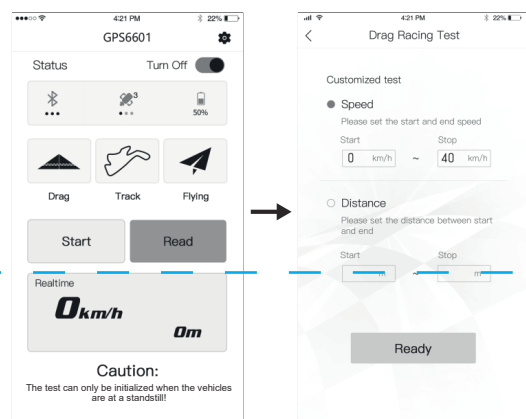 4:21 PM
22%
GPS6601
Status
Turn Off
3
50%
Drag
Track
Flying
Start
Read
Realtime
0km/h
0m
Caution:
The test can only be initialized when the vehicles
are at a standstill!
4:21 PM
22%
Drag Racing Test
Customized test
Speed
Please set the start and end speed
Start
Stop
0 km/h ~ 40 km/h
Distance
Please set the distance between start
and end
Start
Stop
m ~ m
Ready